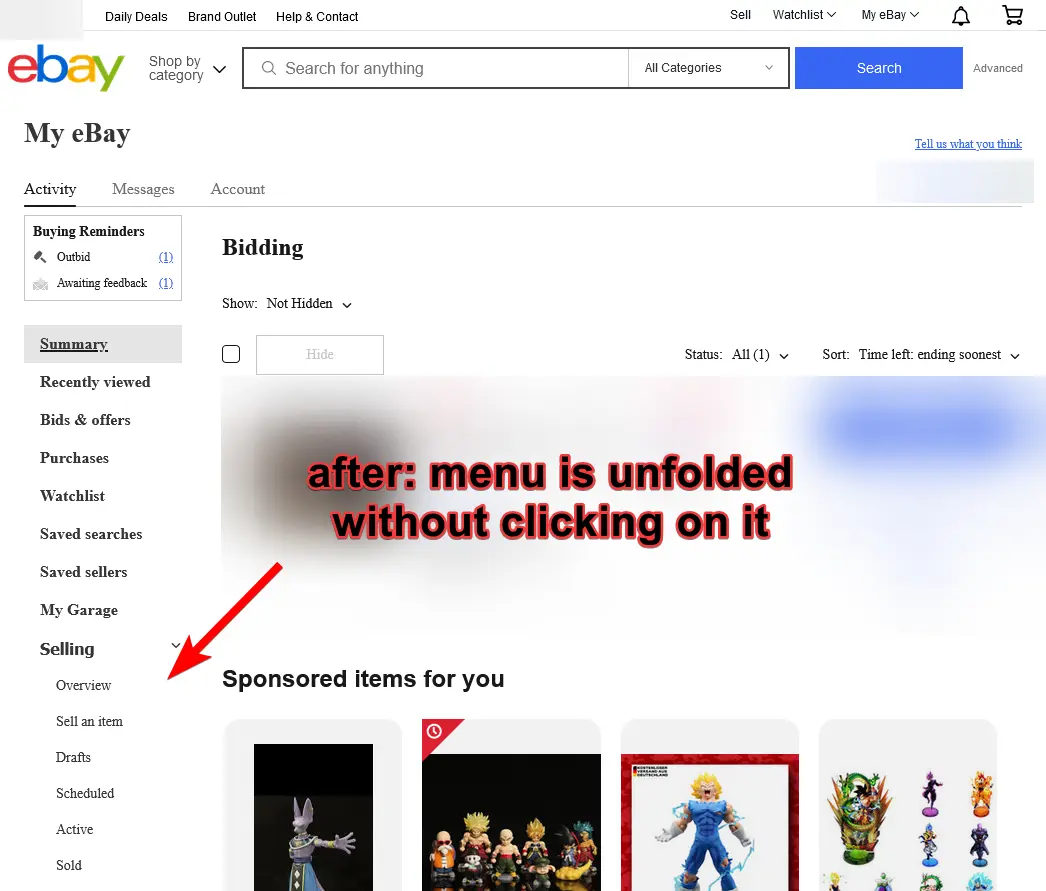 Daily Deals Brand Outlet Help & Contact Sell Watchlist My eBay
ebay
Shop by
category
Search for anything All Categories Search Advanced
My eBay
Tell us what you think
Activity Messages Account
Buying Reminders
Outbid (1)
Awaiting feedback (1)
Summary
Recently viewed
Bids & offers
Purchases
Watchlist
Saved searches
Saved sellers
My Garage
Selling
Overview
Sell an item
Drafts
Scheduled
Active
Sold
Bidding
Show: Not Hidden
Hide Status: All (1) Sort: Time left: ending soonest
after: menu is unfolded
without clicking on it
Sponsored items for you
KOSTENLOSER
VERSAND AUS
DEUTSCHLAND